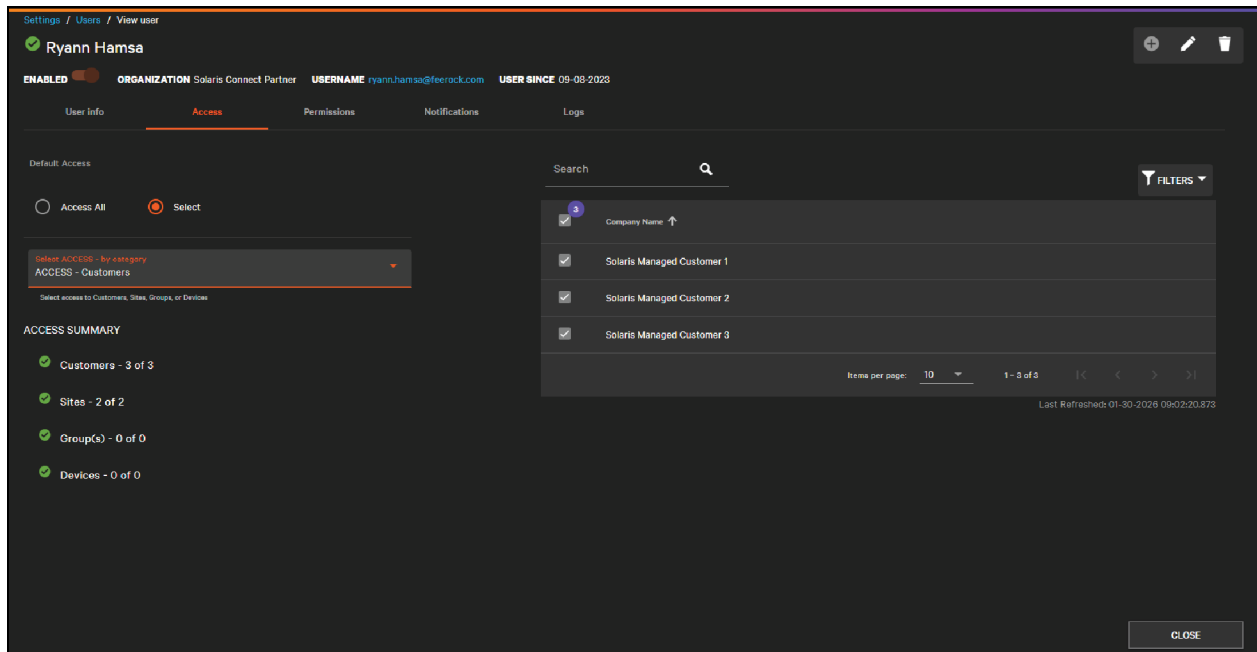 Settings / Users / View user
Ryann Hamsa
ENABLED ORGANIZATION Solaris Connect Partner USERNAME ryann.hamsa@feerock.com USER SINCE 09-08-2023
User info Access Permissions Notifications Logs
Default Access
Access All Select
Select ACCESS - by category
ACCESS - Customers
Select access to Customers, Sites, Groups, or Devices
ACCESS SUMMARY
Customers - 3 of 3
Sites - 2 of 2
Group(s) - 0 of 0
Devices - 0 of 0
Search
FILTERS
3
Company Name
Solaris Managed Customer 1
Solaris Managed Customer 2
Solaris Managed Customer 3
Items per page: 10 1 – 3 of 3
Last Refreshed: 01-30-2026 09:02:20.873
CLOSE